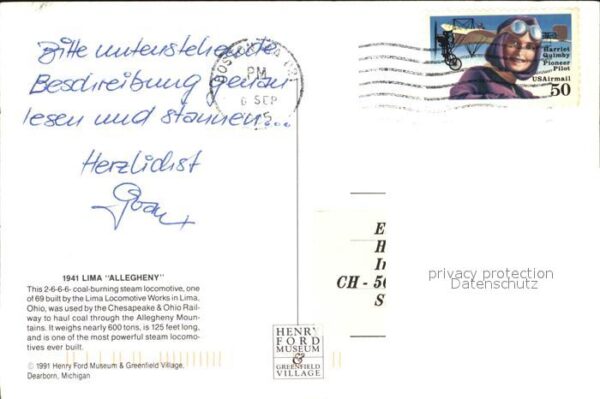 Bitte untenstehende
Beschreibung genau
lesen und staunen...
Herzlichst
PM
6 SEP
Harriet
Quimby
Pioneer
Pilot
USAirmail
50
E
H
I
CH - 50
S
privacy protection
Datenschutz
1941 LIMA "ALLEGHENY"
This 2-6-6-6- coal-burning steam locomotive, one
of 69 built by the Lima Locomotive Works in Lima,
Ohio, was used by the Chesapeake & Ohio Rail-
way to haul coal through the Allegheny Moun-
tains. It weighs nearly 600 tons, is 125 feet long,
and is one of the most powerful steam locomo-
tives ever built.
© 1991 Henry Ford Museum & Greenfield Village,
Dearborn, Michigan
HENRY
FORD
MUSEUM
&
GREENFIELD
VILLAGE